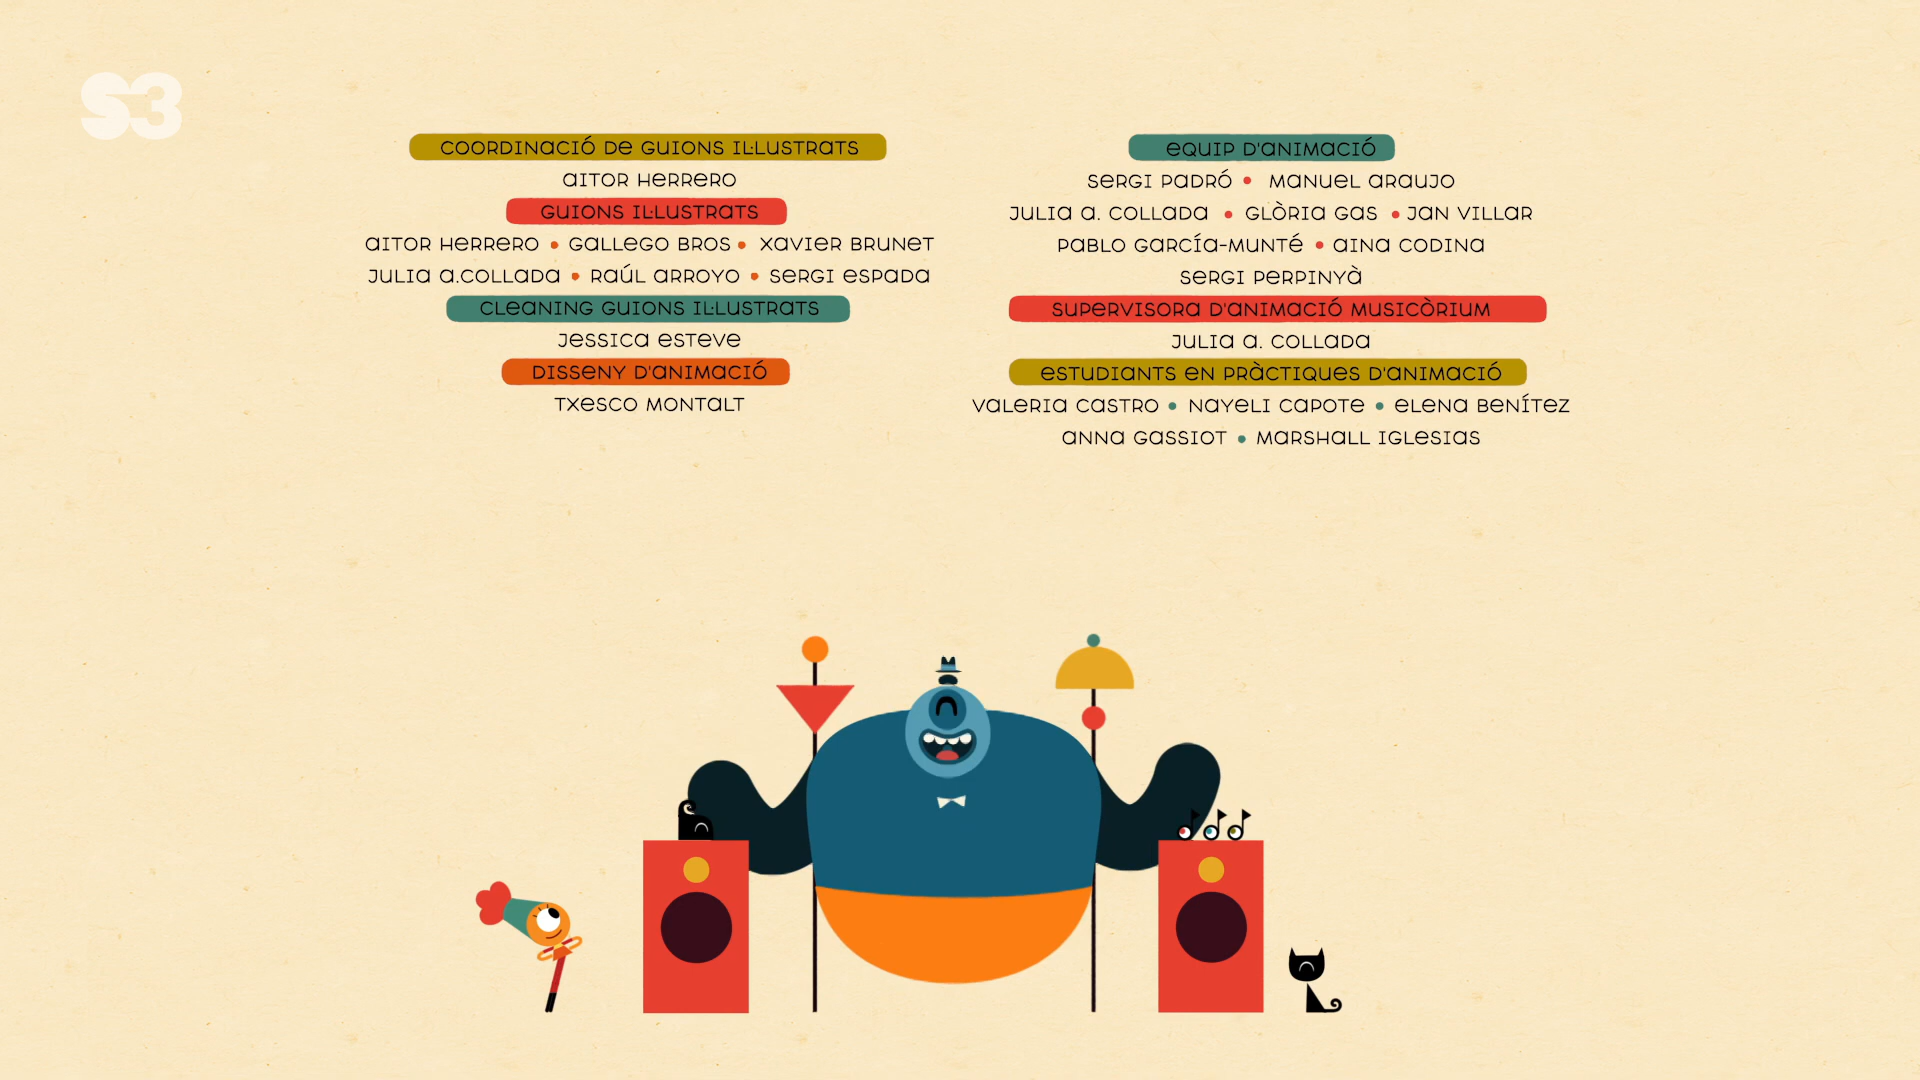 S3
COORDINACIÓ DE GUIONS IL·LUSTRATS
AITOR HERRERO
GUIONS IL·LUSTRATS
AITOR HERRERO • GALLEGO BROS • XAVIER BRUNET
JULIA A.COLLADA • RAÚL ARROYO • SERGI ESPADA
CLEANING GUIONS IL·LUSTRATS
JESSICA ESTEVE
DISSENY D'ANIMACIÓ
TXESCO MONTALT
EQUIP D'ANIMACIÓ
SERGI PADRÓ • MANUEL ARAUJO
JULIA A. COLLADA • GLÒRIA GAS • JAN VILLAR
PABLO GARCÍA-MUNTÉ • AINA CODINA
SERGI PERPINYÀ
SUPERVISORA D'ANIMACIÓ MUSICÒRIUM
JULIA A. COLLADA
ESTUDIANTS EN PRÀCTIQUES D'ANIMACIÓ
VALERIA CASTRO • NAYELI CAPOTE • ELENA BENÍTEZ
ANNA GASSIOT • MARSHALL IGLESIAS